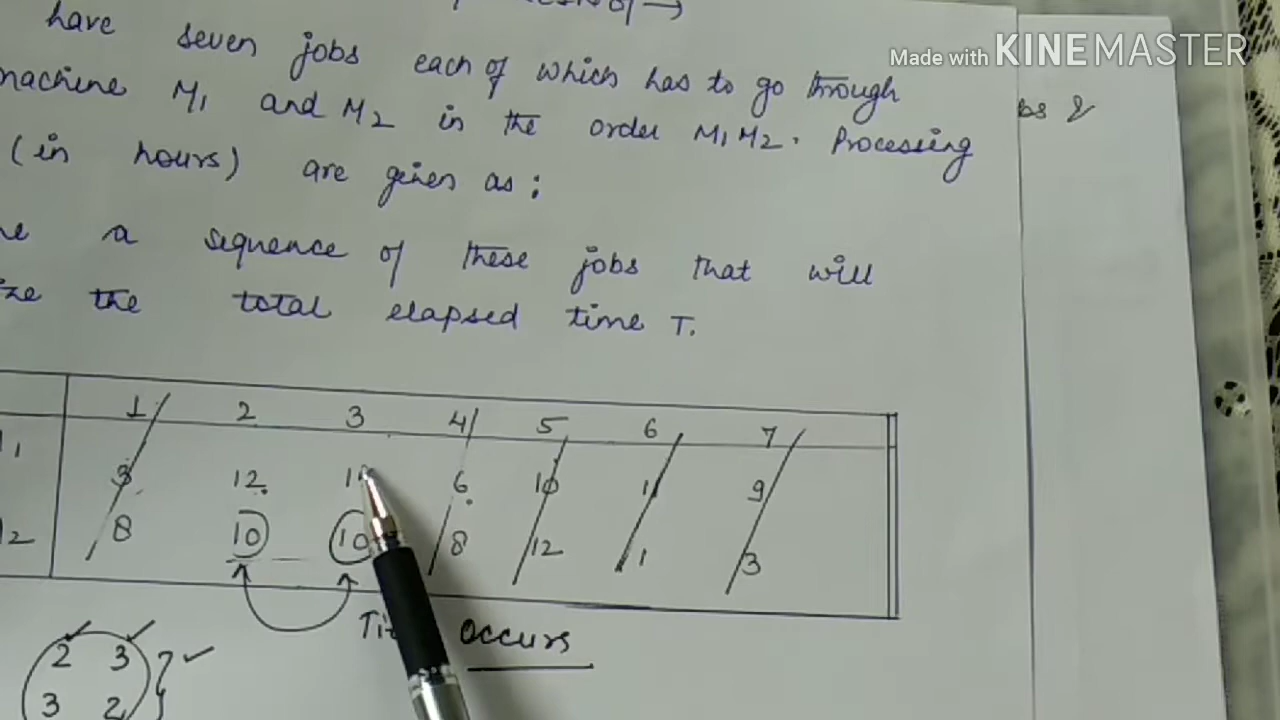 have seven jobs each of which has to go through
Made with KINEMASTER
machine M1 and M2 in the order M1M2. Processing
(in hours) are given as:
a sequence of these jobs that will
the total elapsed time T.
1 2 3 4 5 6 7
3 12 6 10 11 9
8 10 10 8 12 1 3
occurs
2 3
3 2